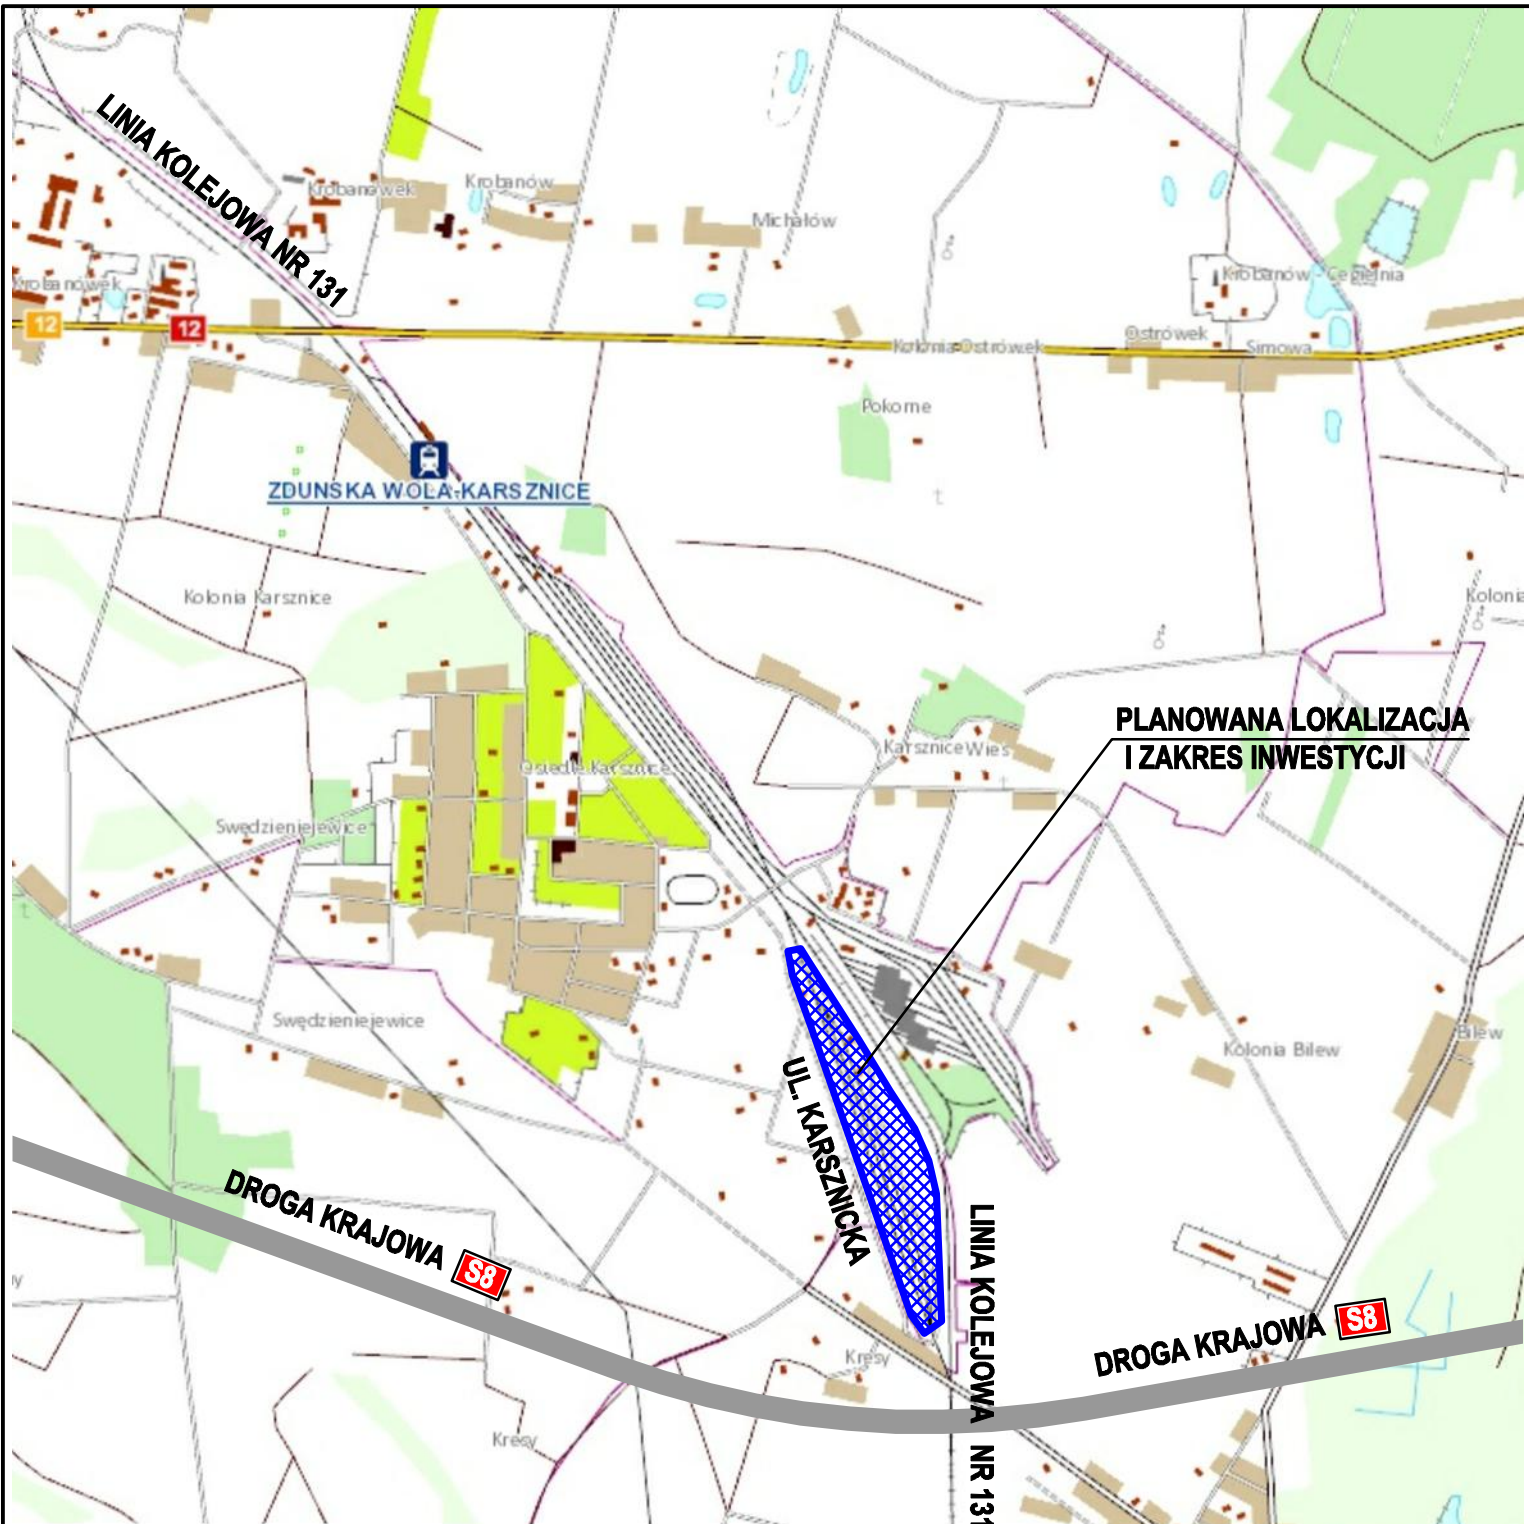 LINIA KOLEJOWA NR 131
Krobanówek
Krobanów
Michałów
Krobanówek
Krobanów - Cegielnia
12
12
Kolonia Ostrówek
Ostrówek
Simowa
Pokorne
ZDUŃSKA WOLA-KARSZNICE
Kolonia Karsznice
Kolonia
PLANOWANA LOKALIZACJA
I ZAKRES INWESTYCJI
Karsznice Wieś
Osiedle Karsznice
Swędzieniejewice
Swędzieniejewice
Bilew
Kolonia Bilew
UL. KARSZNICKA
DROGA KRAJOWA S8
LINIA KOLEJOWA NR 131
DROGA KRAJOWA S8
Kresy
Kresy